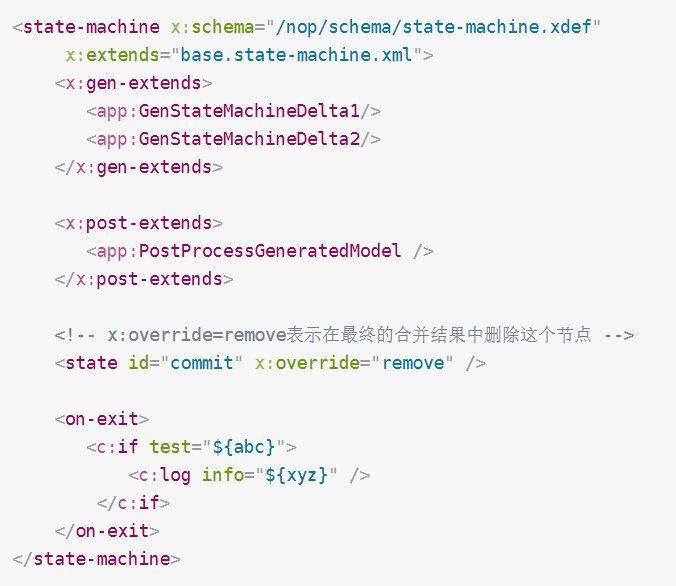 <state-machine x:schema="/nop/schema/state-machine.xdef"
     x:extends="base.state-machine.xml">
    <x:gen-extends>
       <app:GenStateMachineDelta1/>
       <app:GenStateMachineDelta2/>
    </x:gen-extends>

    <x:post-extends>
       <app:PostProcessGeneratedModel />
    </x:post-extends>

    <!-- x:override=remove表示在最终的合并结果中删除这个节点 -->
    <state id="commit" x:override="remove" />

    <on-exit>
       <c:if test="${abc}">
           <c:log info="${xyz}" />
        </c:if>
    </on-exit>
</state-machine>